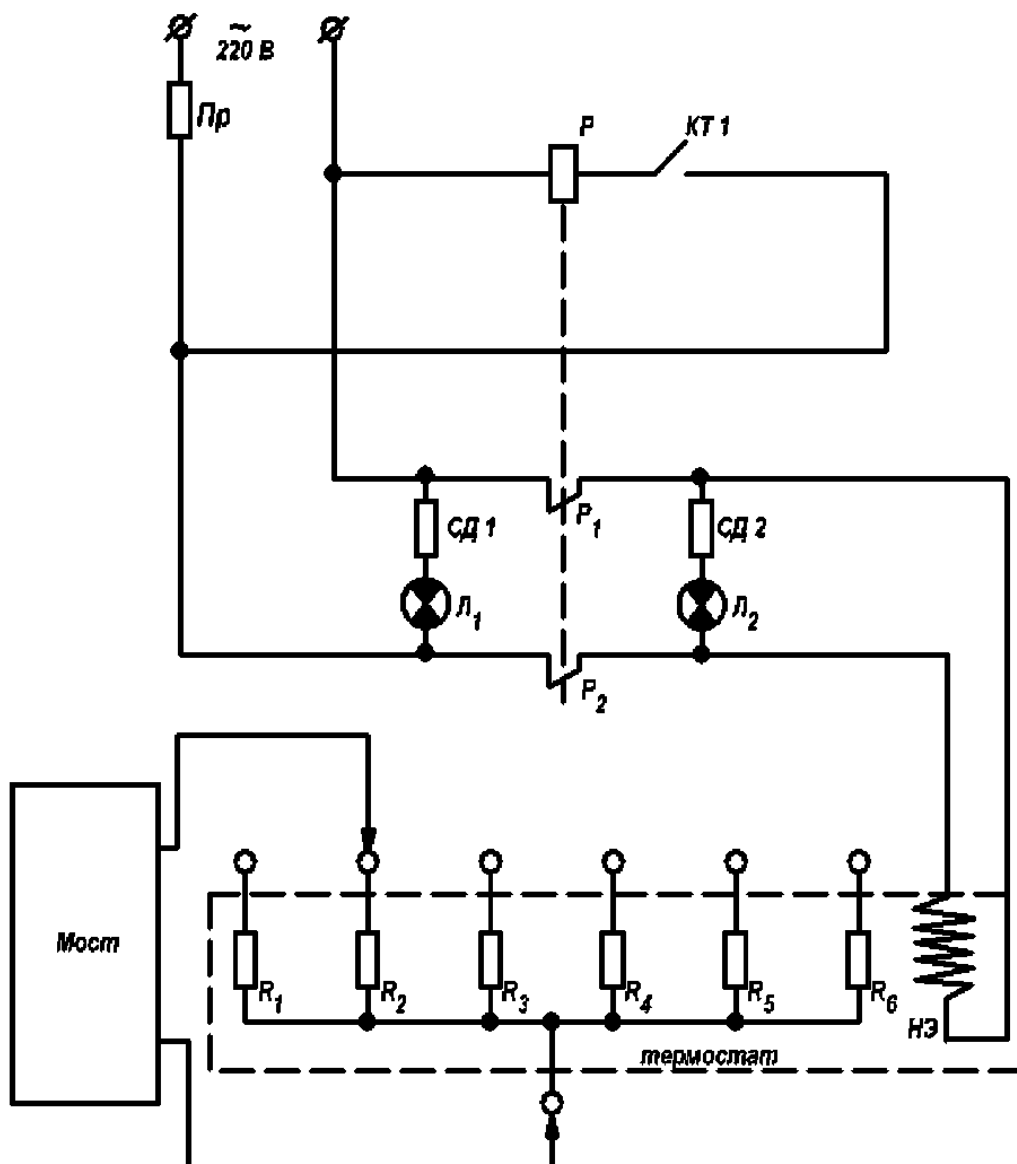 ~
220 В
Пр
Р
КТ 1
СД 1
Р1
СД 2
Л1
Л2
Р2
Мост
R1
R2
R3
R4
R5
R6
НЭ
термостат